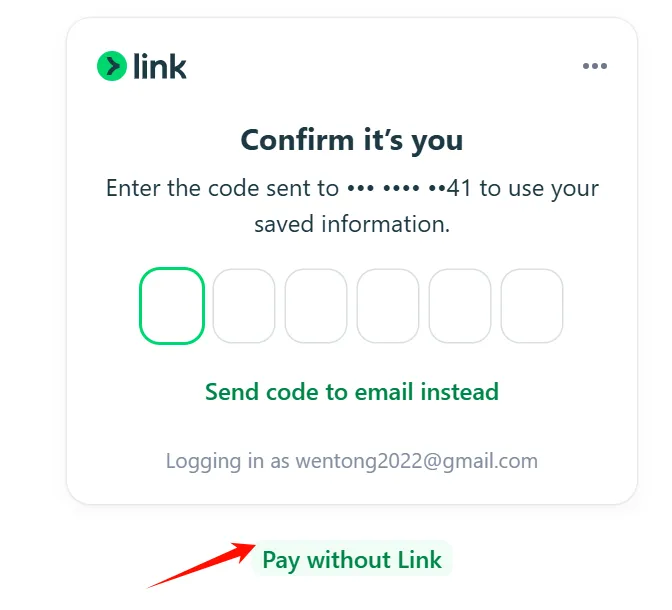 link
Confirm it’s you
Enter the code sent to ••• •••• ••41 to use your
saved information.
Send code to email instead
Logging in as wentong2022@gmail.com
Pay without Link